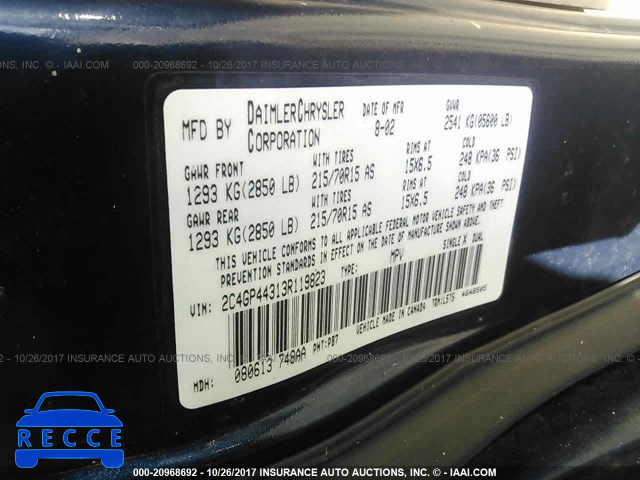 000-20968692 - 10/26/2017 INSURANCE AUTO AUCTIONS, INC. - © IAAI.COM
MFD BY DAIMLERCHRYSLER CORPORATION
DATE OF MFR 8-02
GVWR 2541 KG(05600 LB)
GAWR FRONT WITH TIRES RIMS AT COLD
1293 KG(2850 LB) 215/70R15 AS 15X6.5 248 KPA(36 PSI)
GAWR REAR WITH TIRES RIMS AT COLD
1293 KG(2850 LB) 215/70R15 AS 15X6.5 248 KPA(36 PSI)
THIS VEHICLE CONFORMS TO ALL APPLICABLE FEDERAL MOTOR VEHICLE SAFETY AND THEFT
PREVENTION STANDARDS IN EFFECT ON THE DATE OF MANUFACTURE SHOWN ABOVE.
VIN: 2C4GP44313R119823 TYPE: MPV SINGLE X DUAL
VEHICLE MADE IN CANADA
MDH: 080613 748AA PNT:PB7
RECCE
000-20968692 - 10/26/2017 INSURANCE AUTO AUCTIONS, INC. - © IAAI.COM